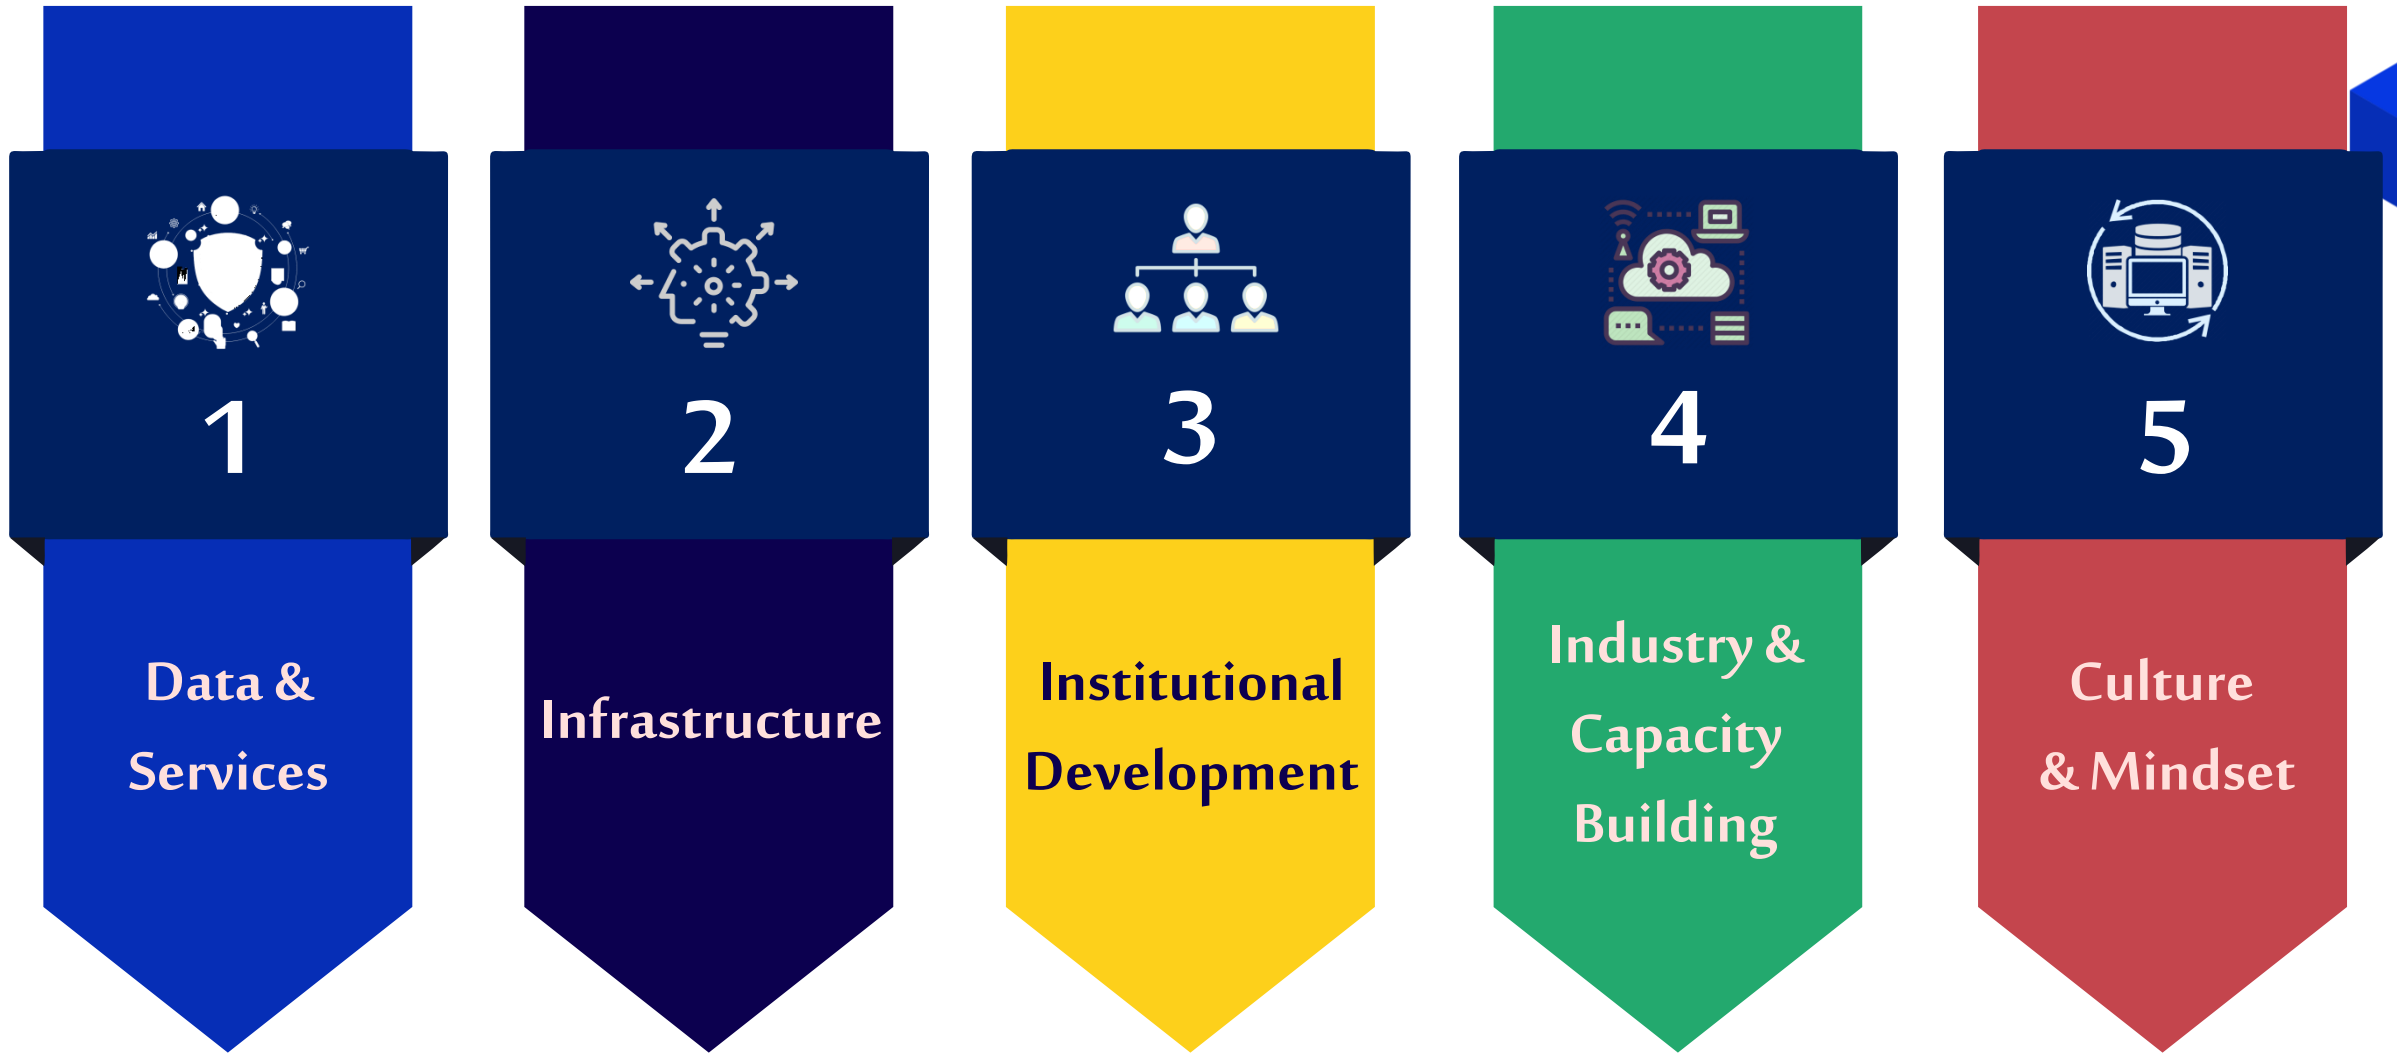 1
Data &
Services
2
Infrastructure
3
Institutional
Development
4
Industry &
Capacity
Building
5
Culture
& Mindset